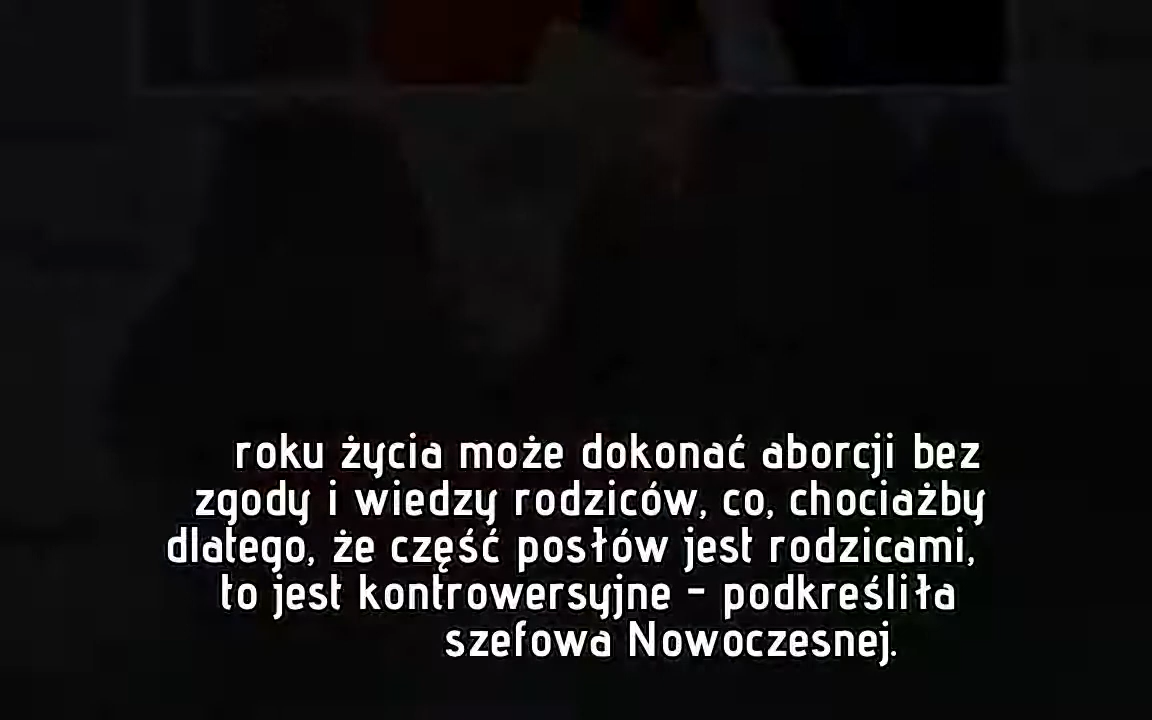 roku życia może dokonać aborcji bez
zgody i wiedzy rodziców, co, chociażby
dlatego, że część posłów jest rodzicami,
to jest kontrowersyjne - podkreśliła
szefowa Nowoczesnej.